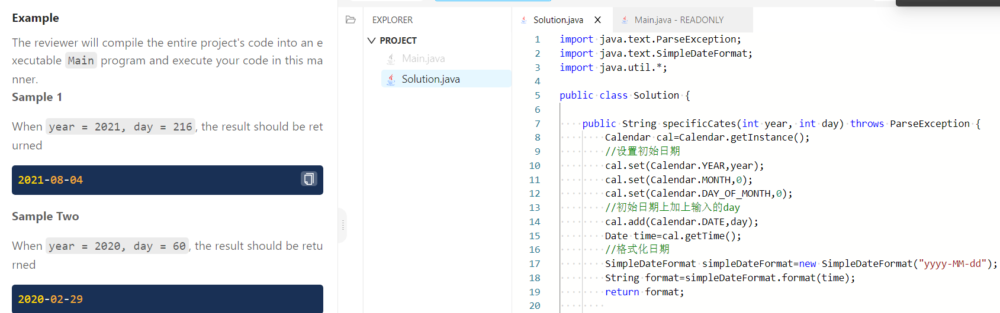 Example
The reviewer will compile the entire project's code into an e
xecutable Main program and execute your code in this ma
nner.
Sample 1
When year = 2021, day = 216, the result should be ret
urned
2021-08-04
Sample Two
When year = 2020, day = 60, the result should be retu
rned
2020-02-29
EXPLORER
PROJECT
Main.java
Solution.java
Solution.java X Main.java - READONLY
1 import java.text.ParseException;
2 import java.text.SimpleDateFormat;
3 import java.util.*;
4
5 public class Solution {
6
7 public String specificCates(int year, int day) throws ParseException {
8 Calendar cal=Calendar.getInstance();
9 //设置初始日期
10 cal.set(Calendar.YEAR,year);
11 cal.set(Calendar.MONTH,0);
12 cal.set(Calendar.DAY_OF_MONTH,0);
13 //初始日期上加上输入的day
14 cal.add(Calendar.DATE,day);
15 Date time=cal.getTime();
16 //格式化日期
17 SimpleDateFormat simpleDateFormat=new SimpleDateFormat("yyyy-MM-dd");
18 String format=simpleDateFormat.format(time);
19 return format;
20